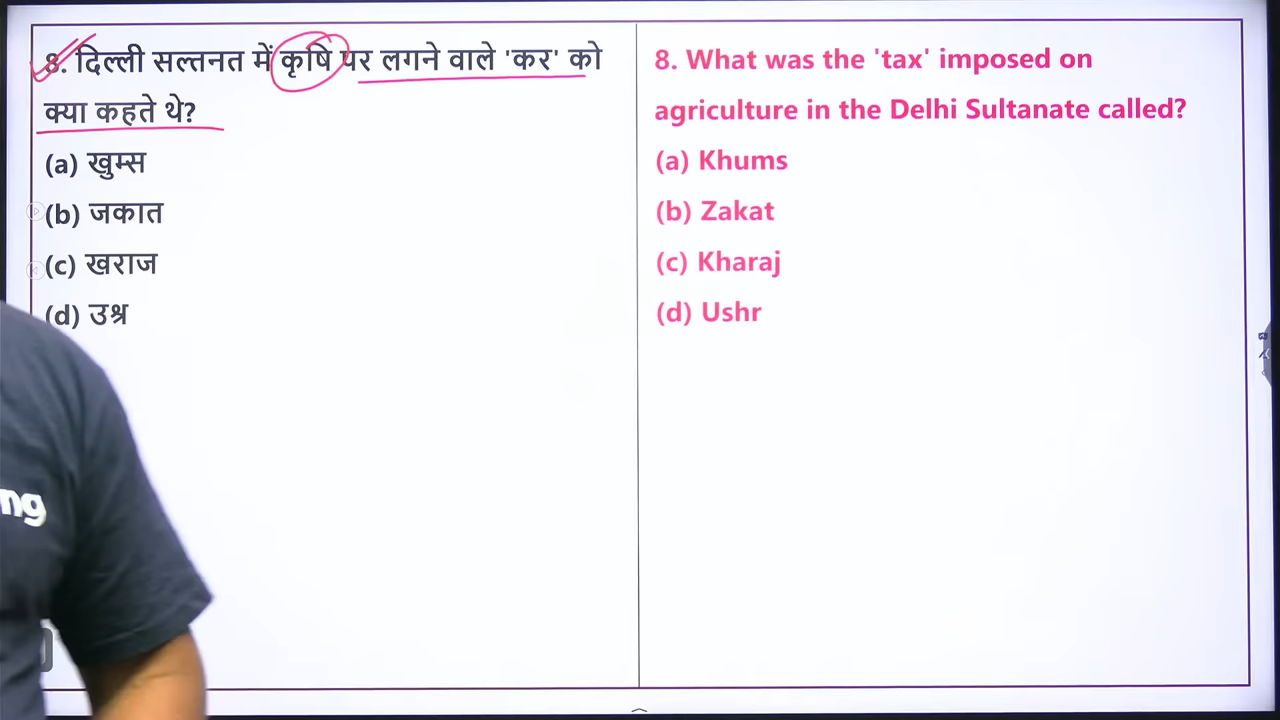 8. दिल्ली सल्तनत में कृषि पर लगने वाले 'कर' को
क्या कहते थे?
(a) खुम्स
(b) जकात
(c) खराज
(d) उश्र
8. What was the 'tax' imposed on
agriculture in the Delhi Sultanate called?
(a) Khums
(b) Zakat
(c) Kharaj
(d) Ushr
ng